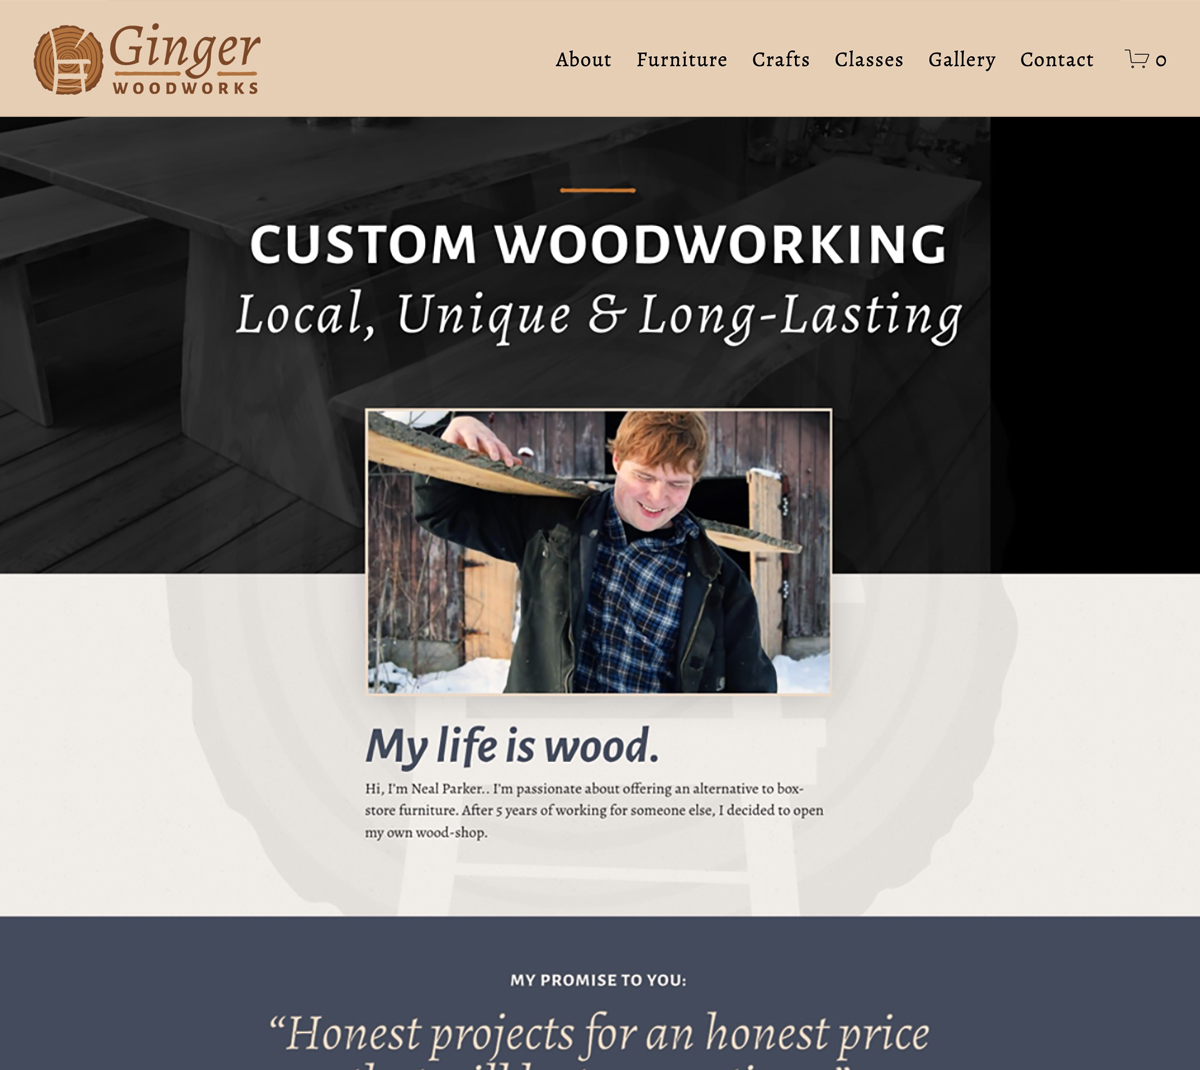 Ginger
WOODWORKS
About Furniture Crafts Classes Gallery Contact 0
CUSTOM WOODWORKING
Local, Unique & Long-Lasting
My life is wood.
Hi, I'm Neal Parker.. I'm passionate about offering an alternative to box-
store furniture. After 5 years of working for someone else, I decided to open
my own wood-shop.
MY PROMISE TO YOU:
“Honest projects for an honest price